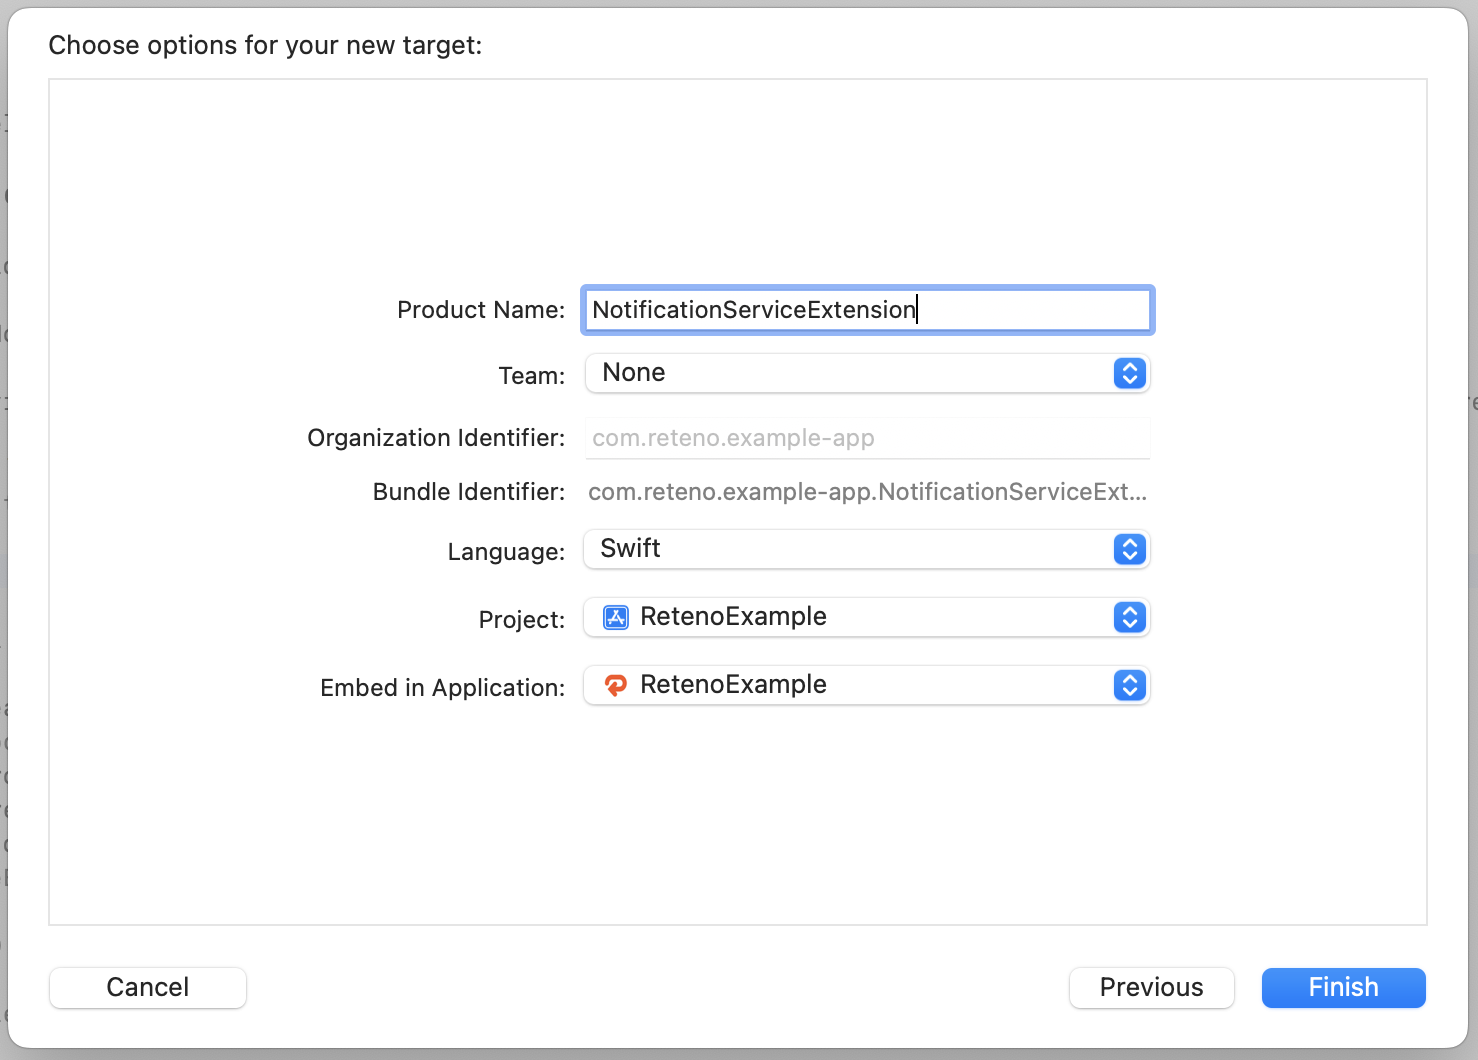 Choose options for your new target:
Product Name: NotificationServiceExtension
Team: None
Organization Identifier: com.reteno.example-app
Bundle Identifier: com.reteno.example-app.NotificationServiceExt...
Language: Swift
Project: RetenoExample
Embed in Application: RetenoExample
Cancel Previous Finish